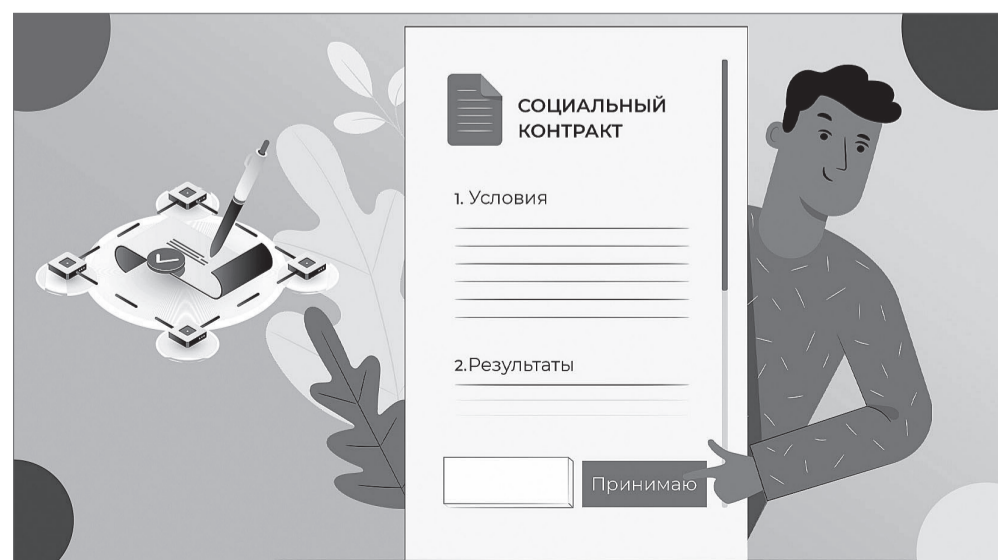 СОЦИАЛЬНЫЙ
КОНТРАКТ
1. Условия
2.Результаты
Принимаю